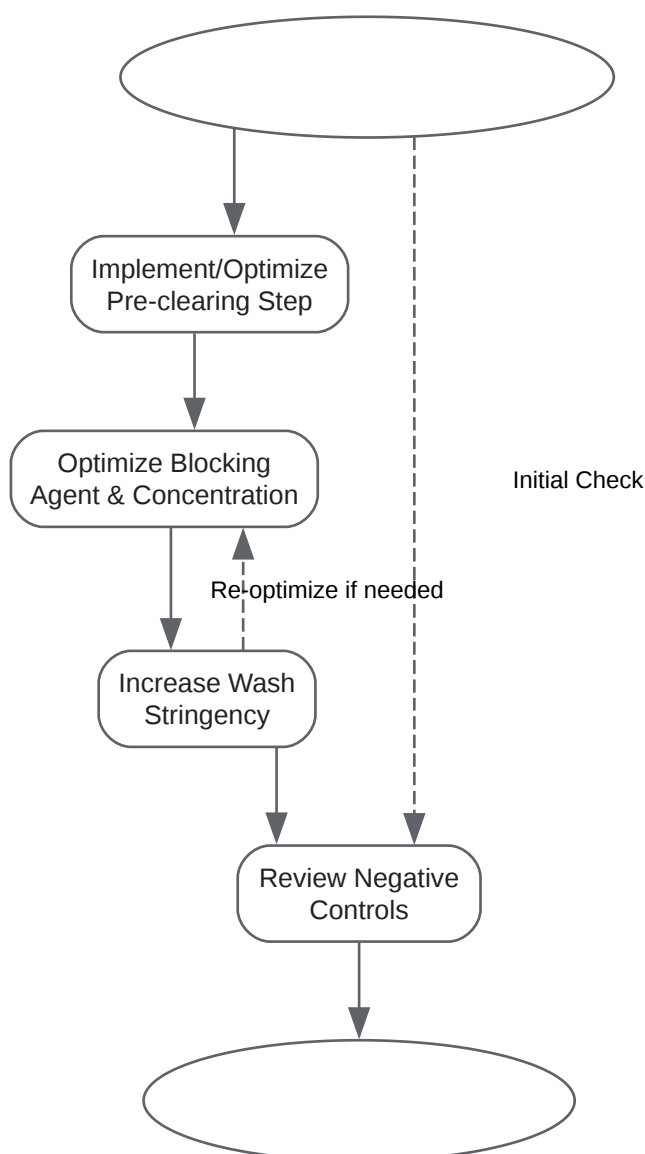 Implement/Optimize
Pre-clearing Step
Optimize Blocking
Agent & Concentration
Initial Check
Re-optimize if needed
Increase Wash
Stringency
Review Negative
Controls